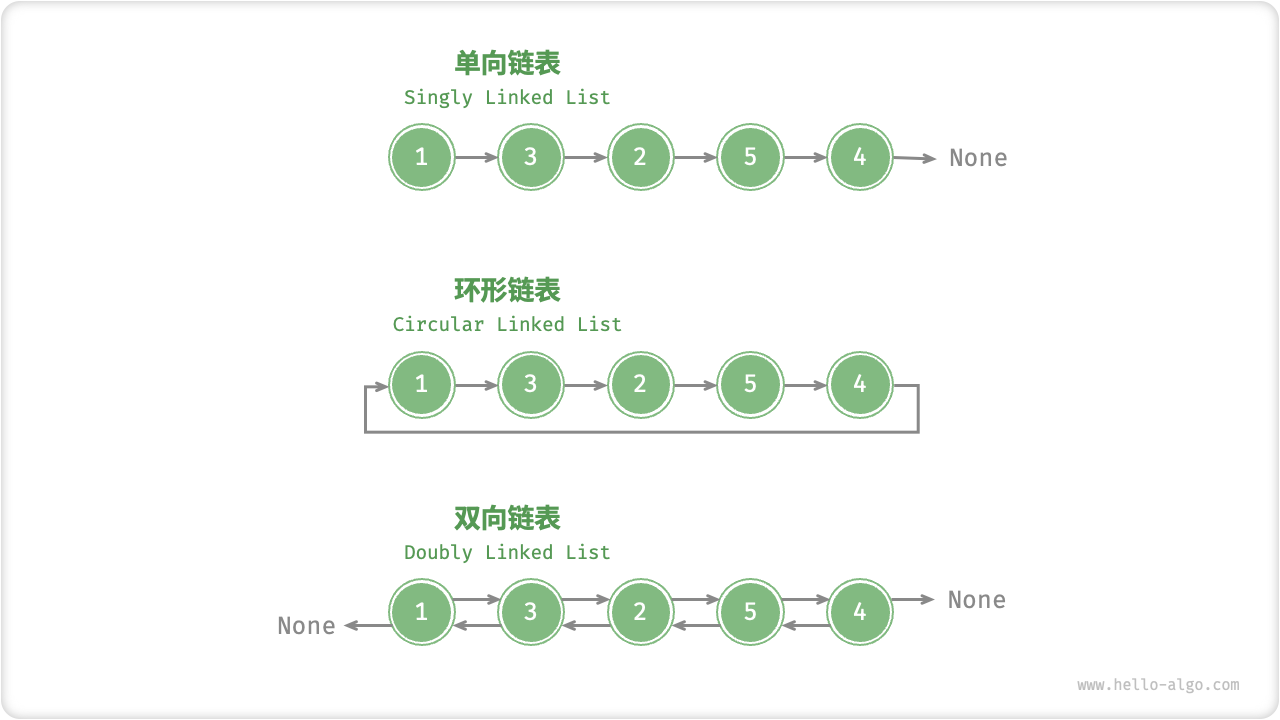 单向链表
Singly Linked List
1 3 2 5 4 None
环形链表
Circular Linked List
1 3 2 5 4
双向链表
Doubly Linked List
None 1 3 2 5 4 None
www.hello-algo.com